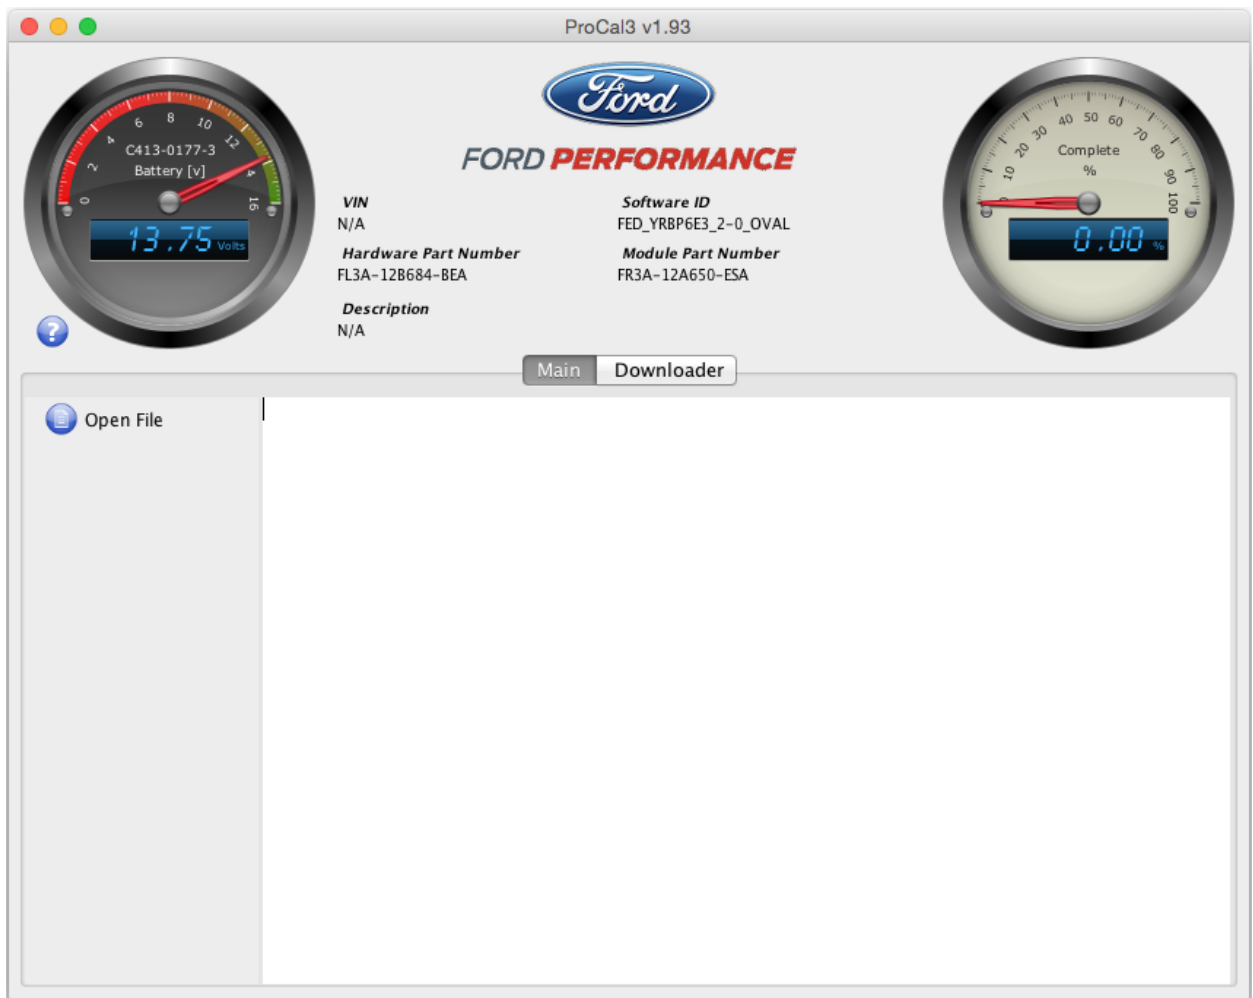 ProCal3 v1.93
0 2 4 6 8 10 12 4 16
C413-0177-3
Battery [v]
13.75 Volts
Ford
FORD PERFORMANCE
VIN
N/A
Software ID
FED_YRBP6E3_2-0_OVAL
Hardware Part Number
FL3A-12B684-BEA
Module Part Number
FR3A-12A650-ESA
Description
N/A
10 20 30 40 50 60 70 80 90 100
Complete
%
0.00 %
?
Main
Downloader
Open File